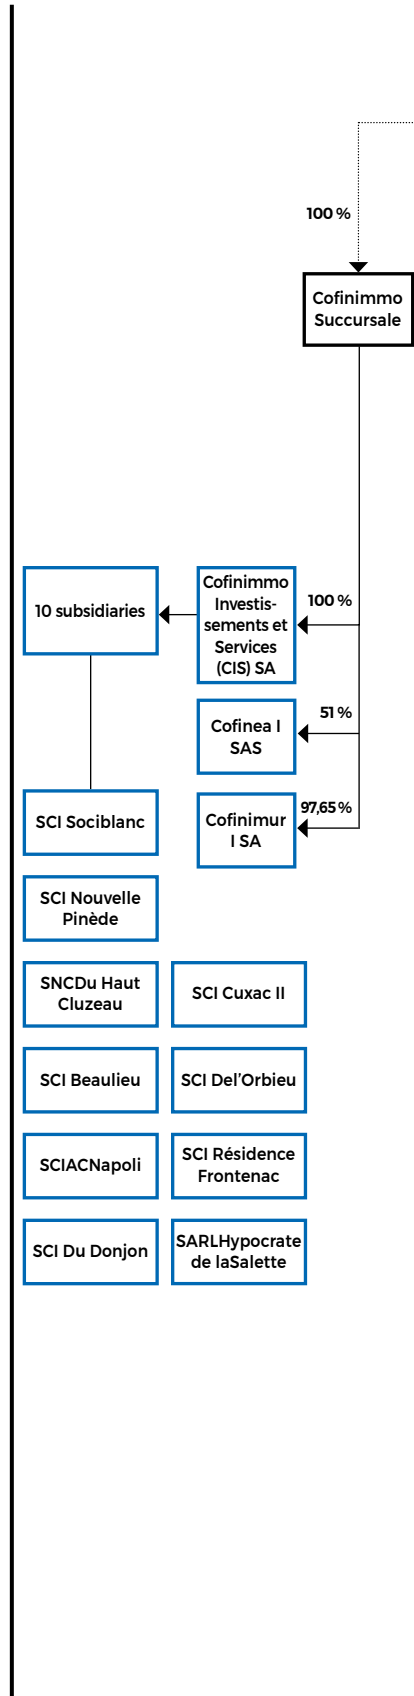 100 %
Cofinimmo
Succursale
10 subsidiaries
Cofinimmo
Investis-
sements et
Services
(CIS) SA
100 %
Cofinea I
SAS
51 %
SCI Sociblanc
Cofinimur
I SA
97,65 %
SCI Nouvelle
Pinède
SNCDu Haut
Cluzeau
SCI Cuxac II
SCI Beaulieu
SCI Del’Orbieu
SCIACNapoli
SCI Résidence
Frontenac
SCI Du Donjon
SARLHypocrate
de laSalette